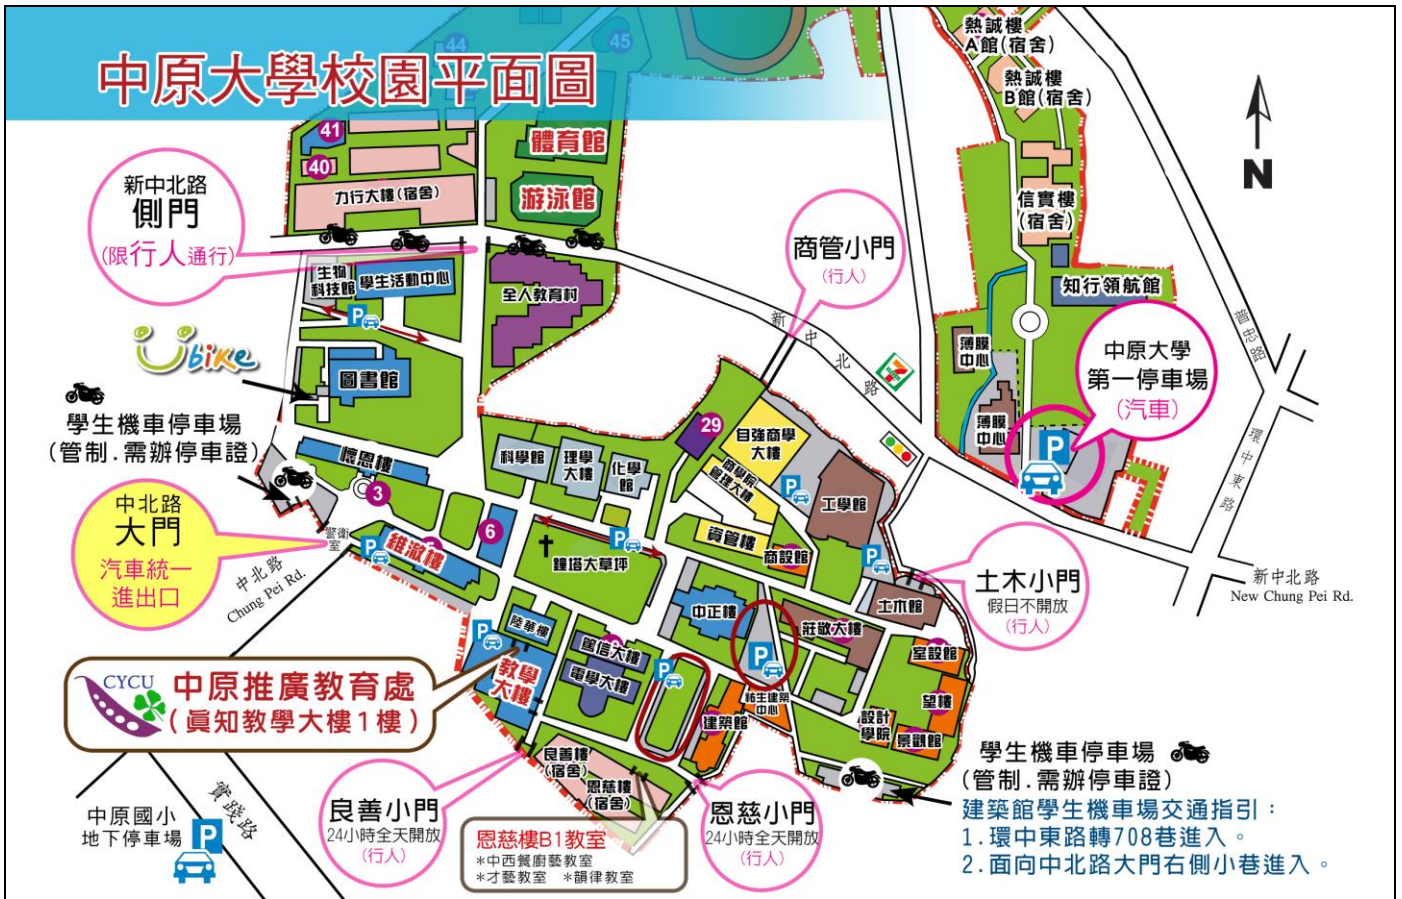 中原大學校園平面圖
44
45
41
40
體育館
游泳館
力行大樓(宿舍)
新中北路
側門
(限行人通行)
熱誠樓
A館(宿舍)
熱誠樓
B館(宿舍)
N
信實樓
(宿舍)
知行領航館
商管小門
(行人)
生物
科技館
學生活動中心
全人教育村
P
新中北路
7
普忠路
環中東路
薄膜
中心
薄膜
中心
中原大學
第一停車場
(汽車)
P
Ubike
圖書館
學生機車停車場
(管制.需辦停車證)
懷恩樓
3
6
科學館
理學
大樓
化學
館
29
自強商學
大樓
商學院
管理大樓
資管樓
商設館
P
工學館
P
中北路
大門
汽車統一
進出口
警衛室
中北路
Chung Pei Rd.
P
維澈樓
鐘塔大草坪
P
土木小門
假日不開放
(行人)
新中北路
New Chung Pei Rd.
土木館
中正樓
莊敬大樓
P
室設館
望樓
設計
學院
景觀館
祐生建築
中心
建築館
陸華樓
P
教學
大樓
篤信大樓
電學大樓
P
CYCU
中原推廣教育處
(真知教學大樓1樓)
良善樓
(宿舍)
恩慈樓
(宿舍)
良善小門
24小時全天開放
(行人)
恩慈小門
24小時全天開放
(行人)
恩慈樓B1教室
*中西餐廚藝教室
*才藝教室 *韻律教室
中原國小
地下停車場
P
實踐路
學生機車停車場
(管制.需辦停車證)
建築館學生機車場交通指引：
1.環中東路轉708巷進入。
2.面向中北路大門右側小巷進入。